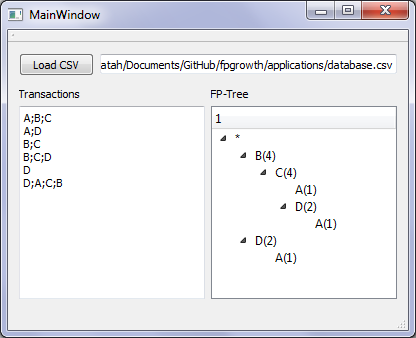 MainWindow
Load CSV
atah/Documents/GitHub/fpgrowth/applications/database.csv
Transactions
A;B;C
A;D
B;C
B;C;D
D
D;A;C;B
FP-Tree
1
*
B(4)
C(4)
A(1)
D(2)
A(1)
D(2)
A(1)